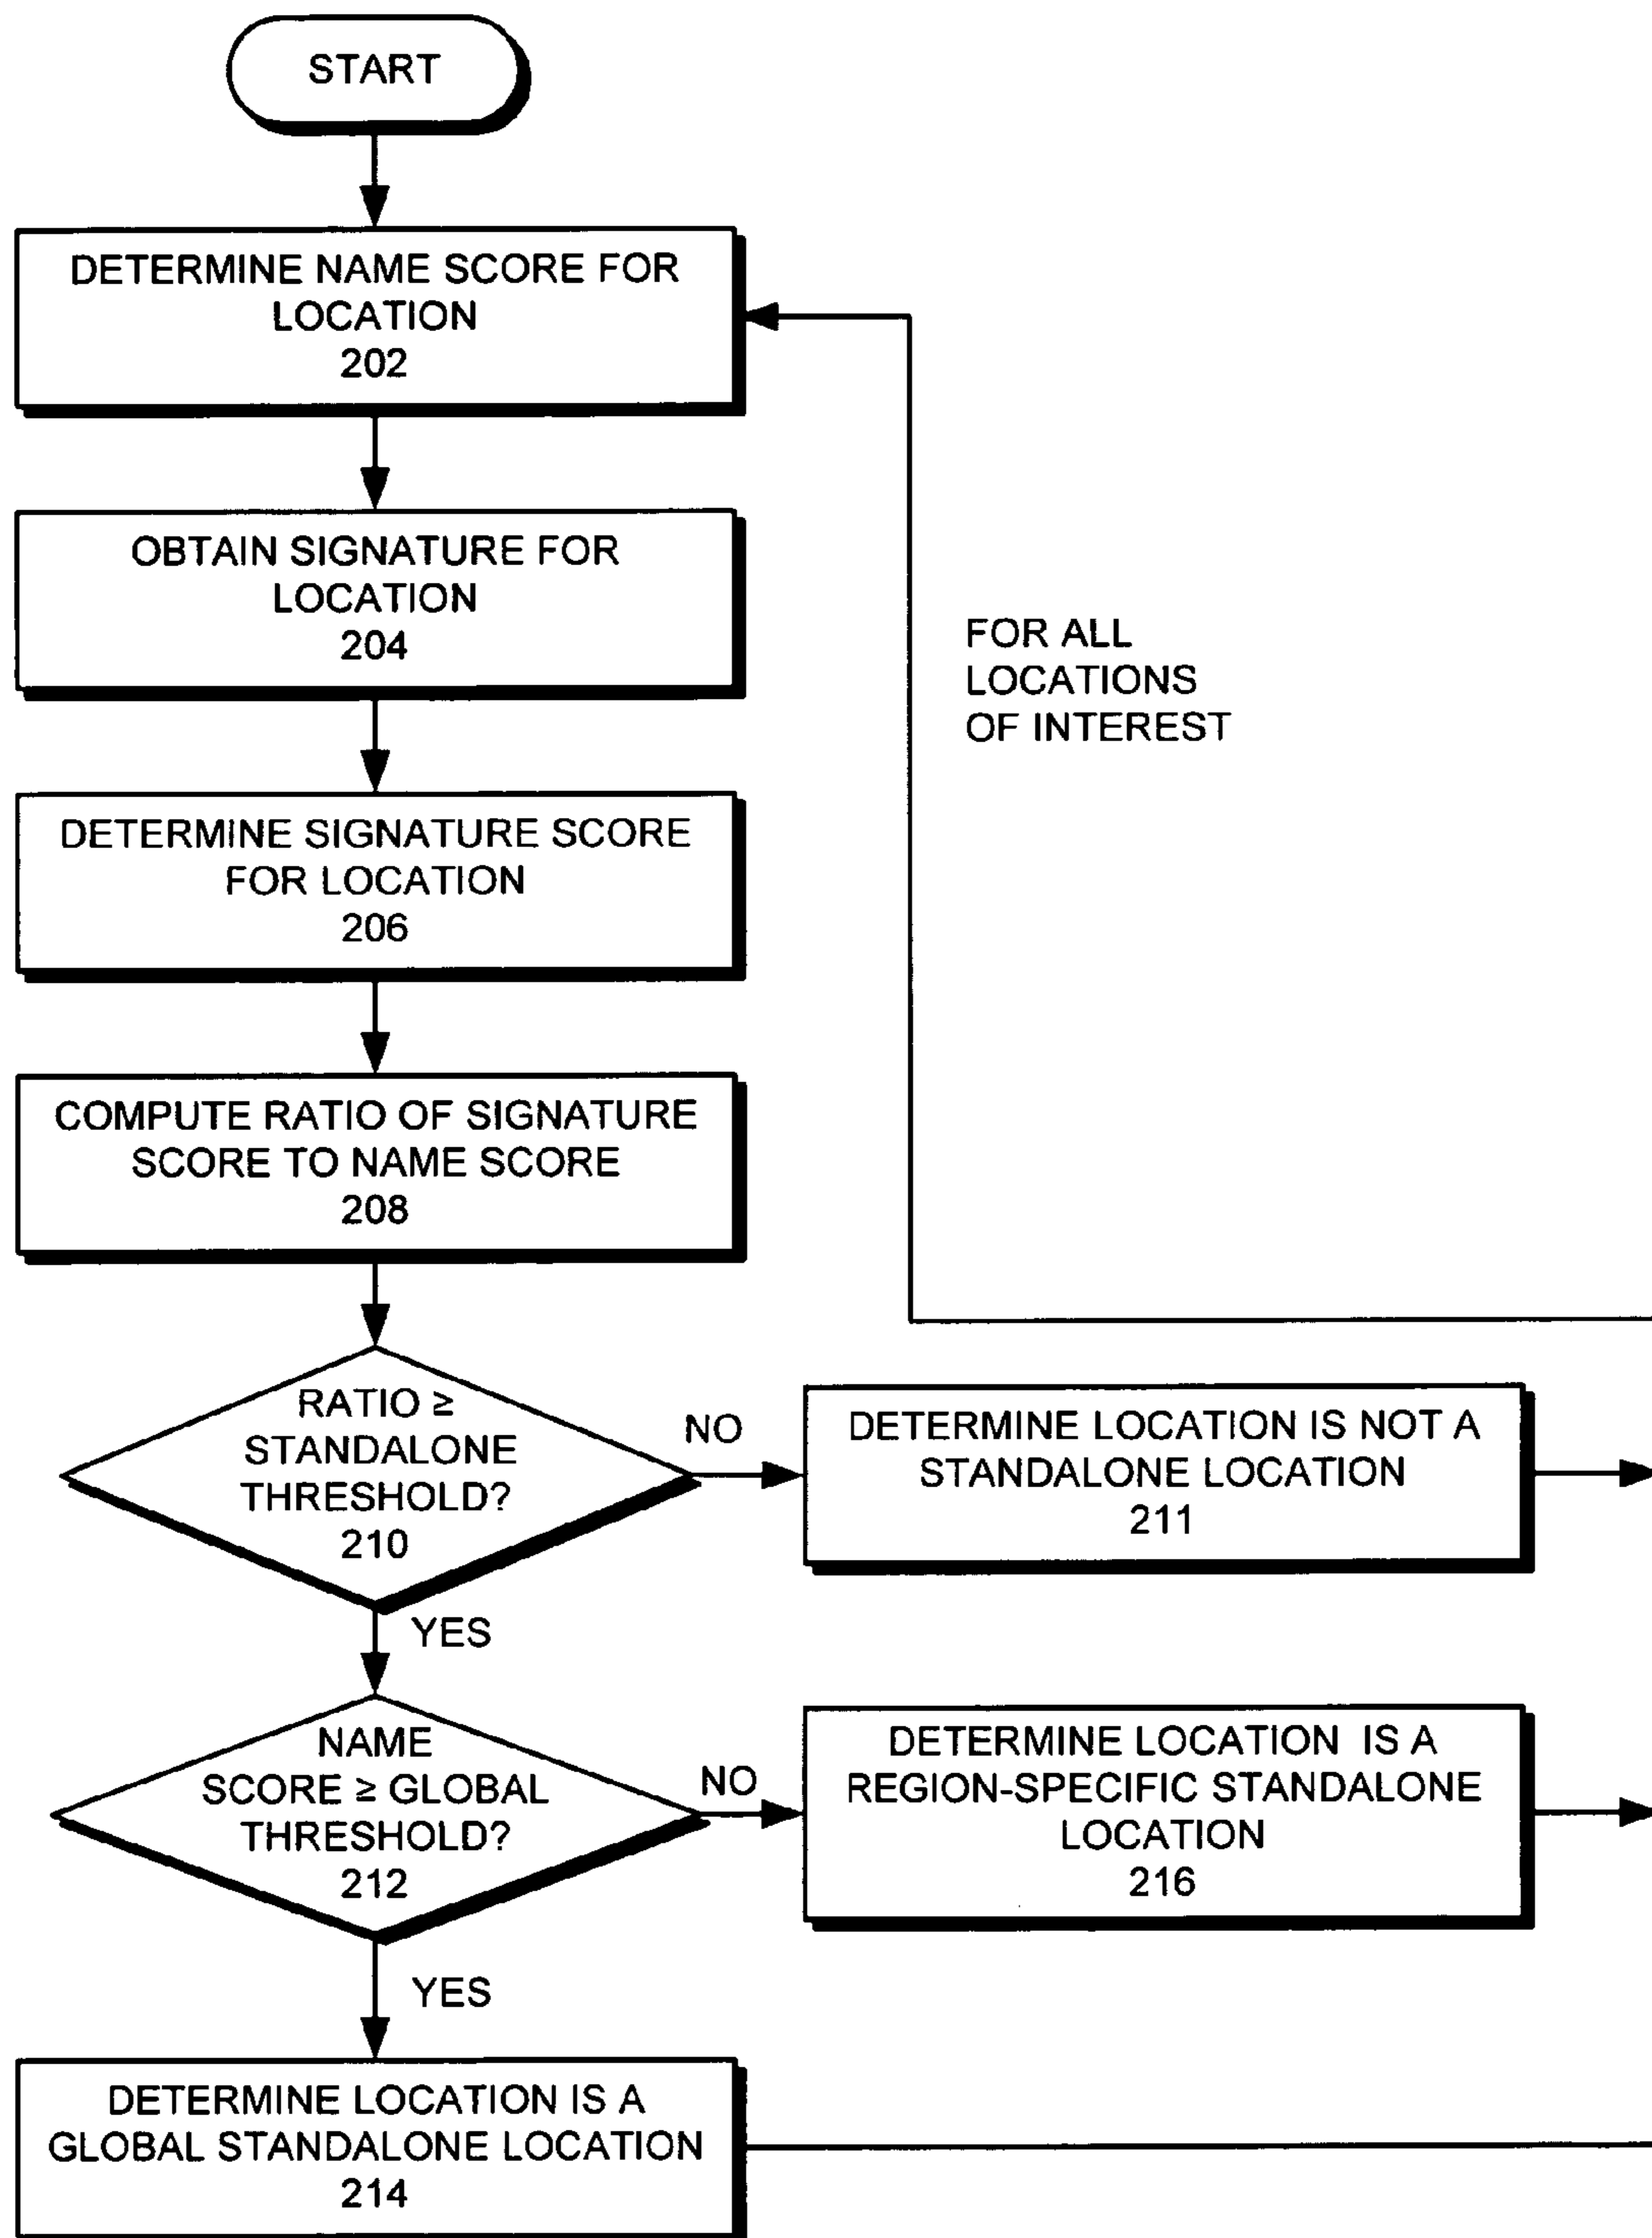 START
DETERMINE NAME SCORE FOR
LOCATION
202
OBTAIN SIGNATURE FOR
LOCATION
204
FOR ALL
LOCATIONS
OF INTEREST
DETERMINE SIGNATURE SCORE
FOR LOCATION
206
COMPUTE RATIO OF SIGNATURE
SCORE TO NAME SCORE
208
RATIO ≥
STANDALONE
THRESHOLD?
210
NO
DETERMINE LOCATION IS NOT A
STANDALONE LOCATION
211
YES
NAME
SCORE ≥ GLOBAL
THRESHOLD?
212
NO
DETERMINE LOCATION IS A
REGION-SPECIFIC STANDALONE
LOCATION
216
YES
DETERMINE LOCATION IS A
GLOBAL STANDALONE LOCATION
214